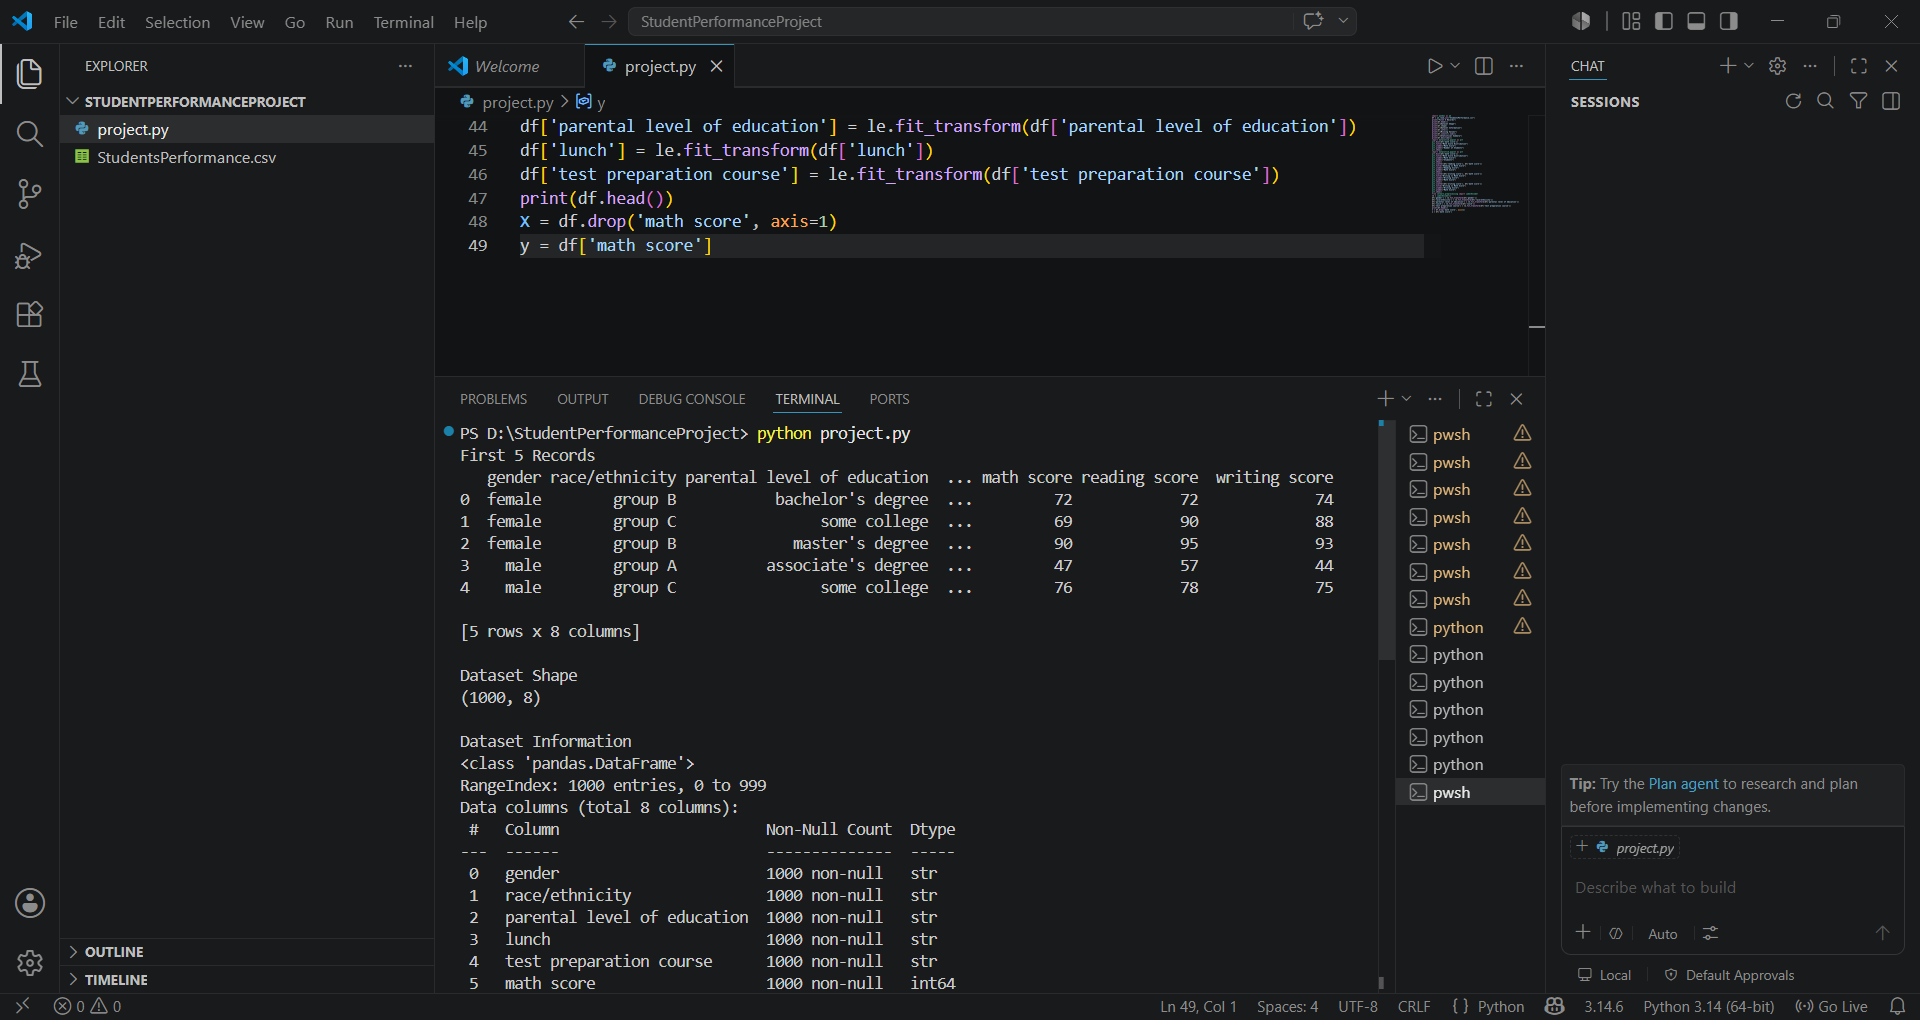 File Edit Selection View Go Run Terminal Help
StudentPerformanceProject
EXPLORER
STUDENTPERFORMANCEPROJECT
project.py
StudentsPerformance.csv
OUTLINE
TIMELINE
Welcome
project.py
project.py > y
44 df['parental level of education'] = le.fit_transform(df['parental level of education'])
45 df['lunch'] = le.fit_transform(df['lunch'])
46 df['test preparation course'] = le.fit_transform(df['test preparation course'])
47 print(df.head())
48 X = df.drop('math score', axis=1)
49 y = df['math score']
PROBLEMS OUTPUT DEBUG CONSOLE TERMINAL PORTS
PS D:\StudentPerformanceProject> python project.py
First 5 Records
gender race/ethnicity parental level of education ... math score reading score writing score
0 female group B bachelor's degree ... 72 72 74
1 female group C some college ... 69 90 88
2 female group B master's degree ... 90 95 93
3 male group A associate's degree ... 47 57 44
4 male group C some college ... 76 78 75
[5 rows x 8 columns]
Dataset Shape
(1000, 8)
Dataset Information
<class 'pandas.DataFrame'>
RangeIndex: 1000 entries, 0 to 999
Data columns (total 8 columns):
# Column Non-Null Count Dtype
--- ------ -------------- -----
0 gender 1000 non-null str
1 race/ethnicity 1000 non-null str
2 parental level of education 1000 non-null str
3 lunch 1000 non-null str
4 test preparation course 1000 non-null str
5 math score 1000 non-null int64
pwsh
pwsh
pwsh
pwsh
pwsh
pwsh
pwsh
python
python
python
python
python
python
pwsh
CHAT
SESSIONS
Tip: Try the Plan agent to research and plan
before implementing changes.
project.py
Describe what to build
Auto
Local Default Approvals
0 0
Ln 49, Col 1 Spaces: 4 UTF-8 CRLF { } Python 3.14.6 Python 3.14 (64-bit) Go Live